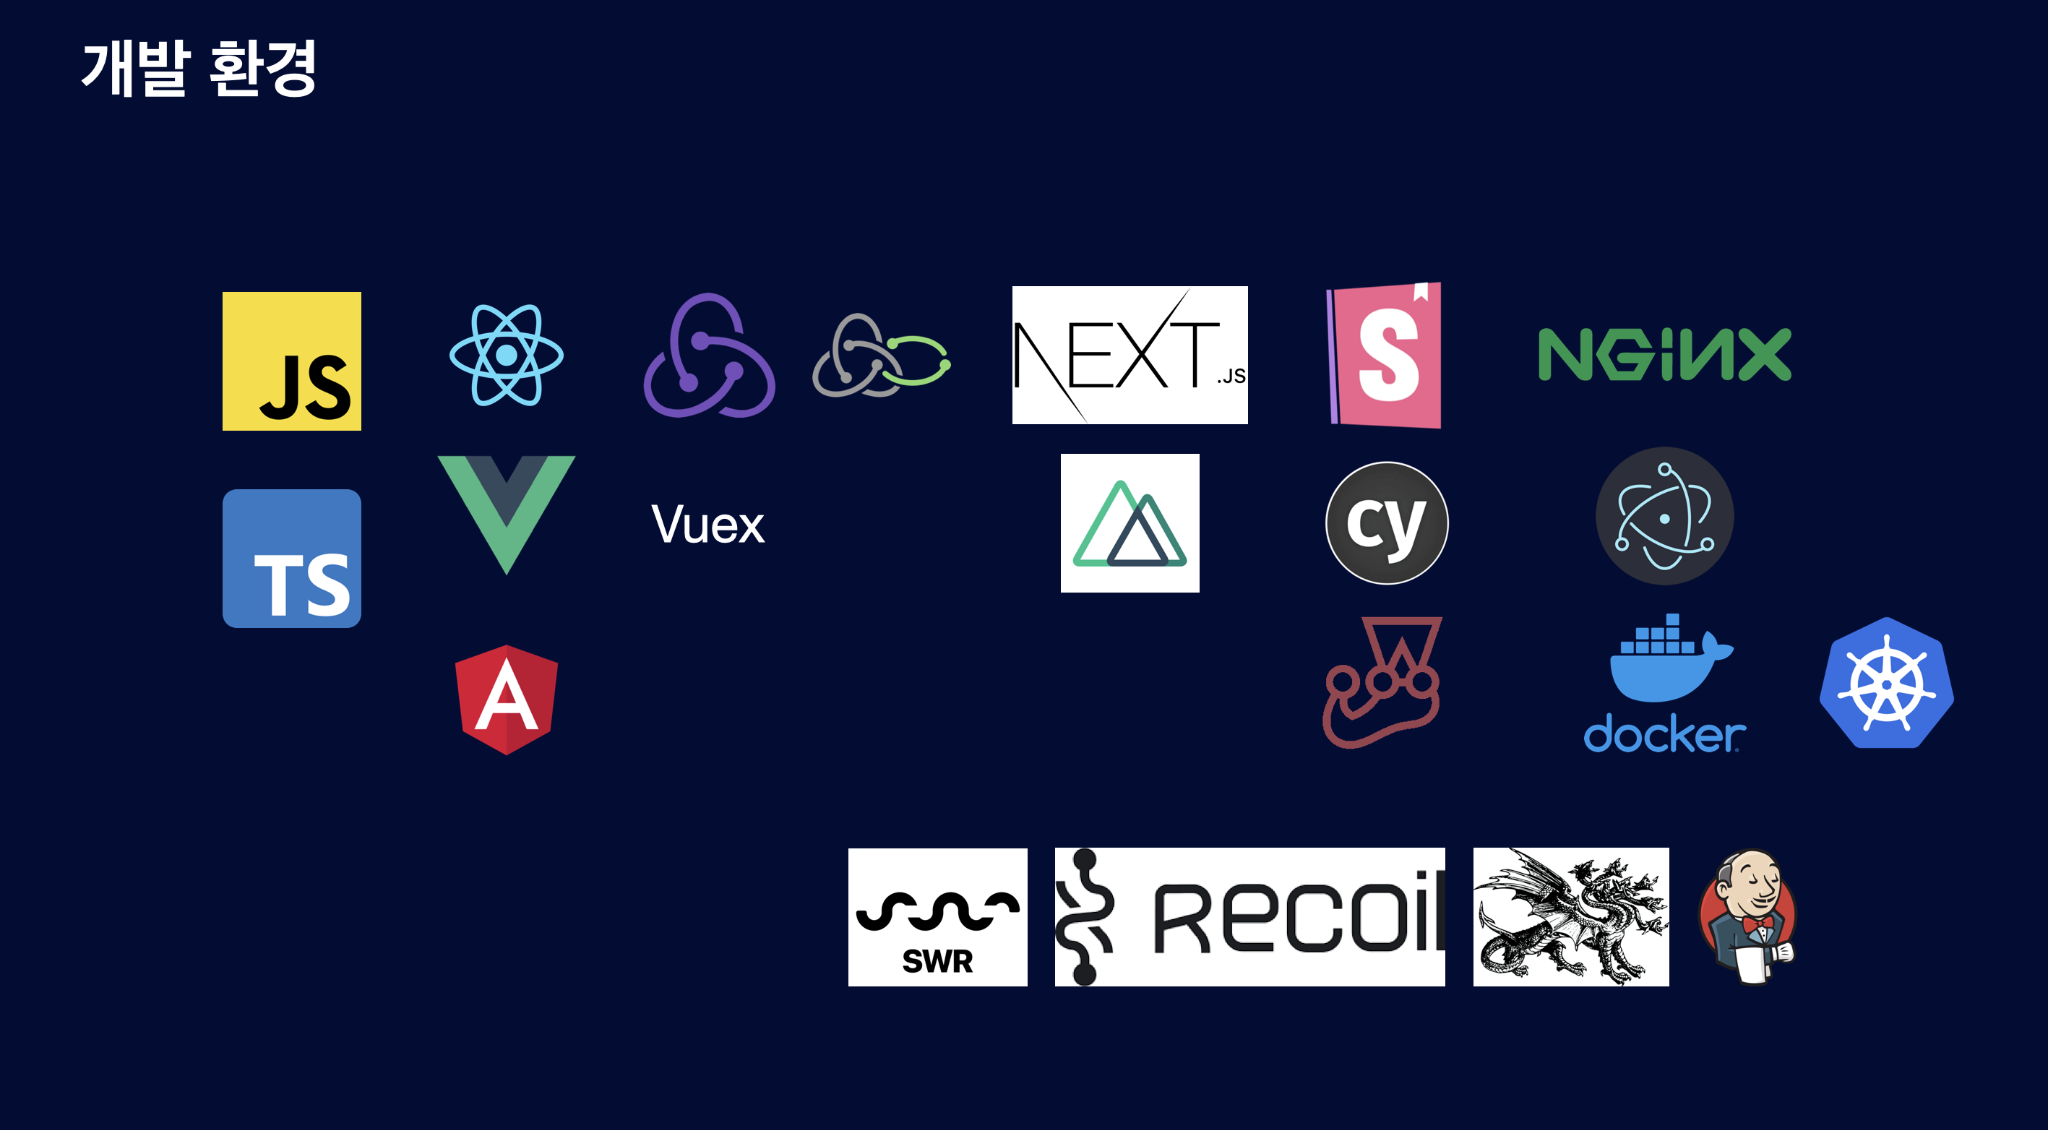 개발 환경
JS
NEXT.JS
S
NGINX
TS
Vuex
cy
A
docker
SWR
RECOIL